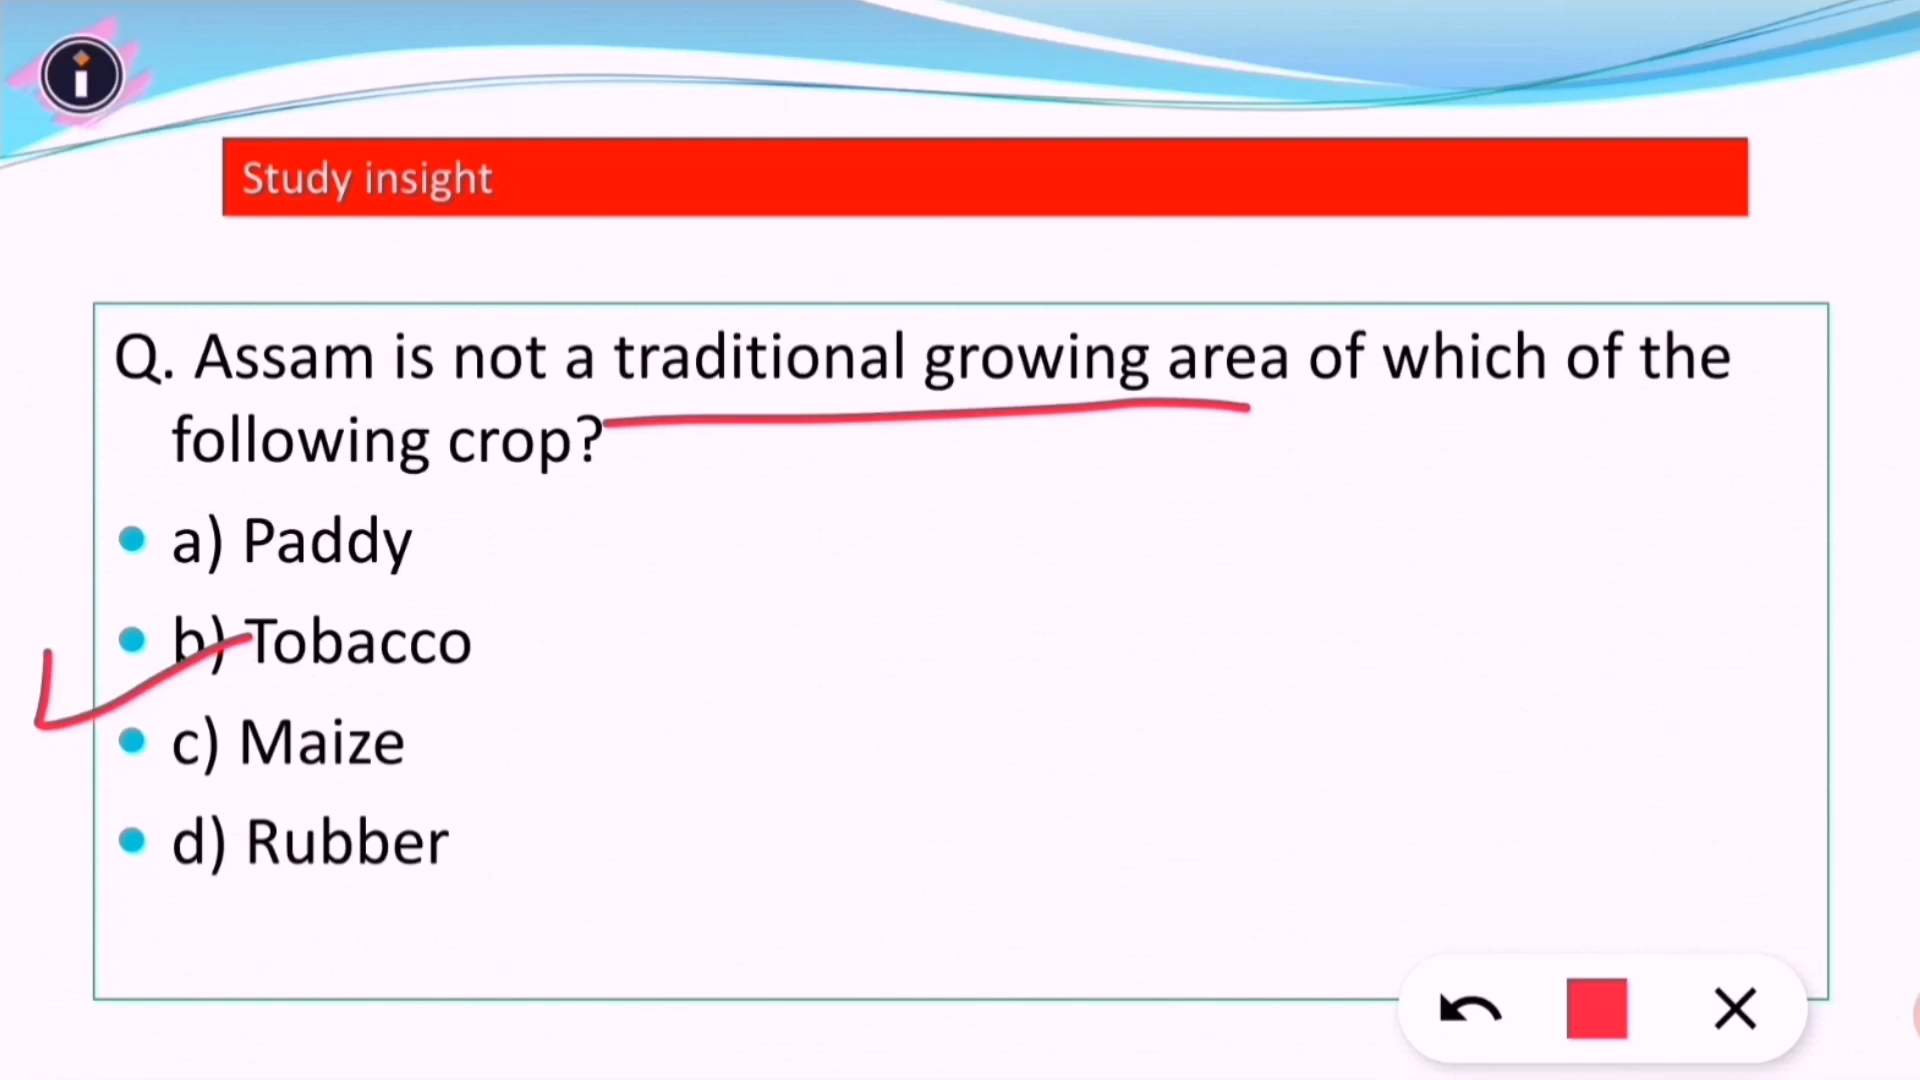 Study insight
Q. Assam is not a traditional growing area of which of the
following crop?
a) Paddy
b) Tobacco
c) Maize
d) Rubber